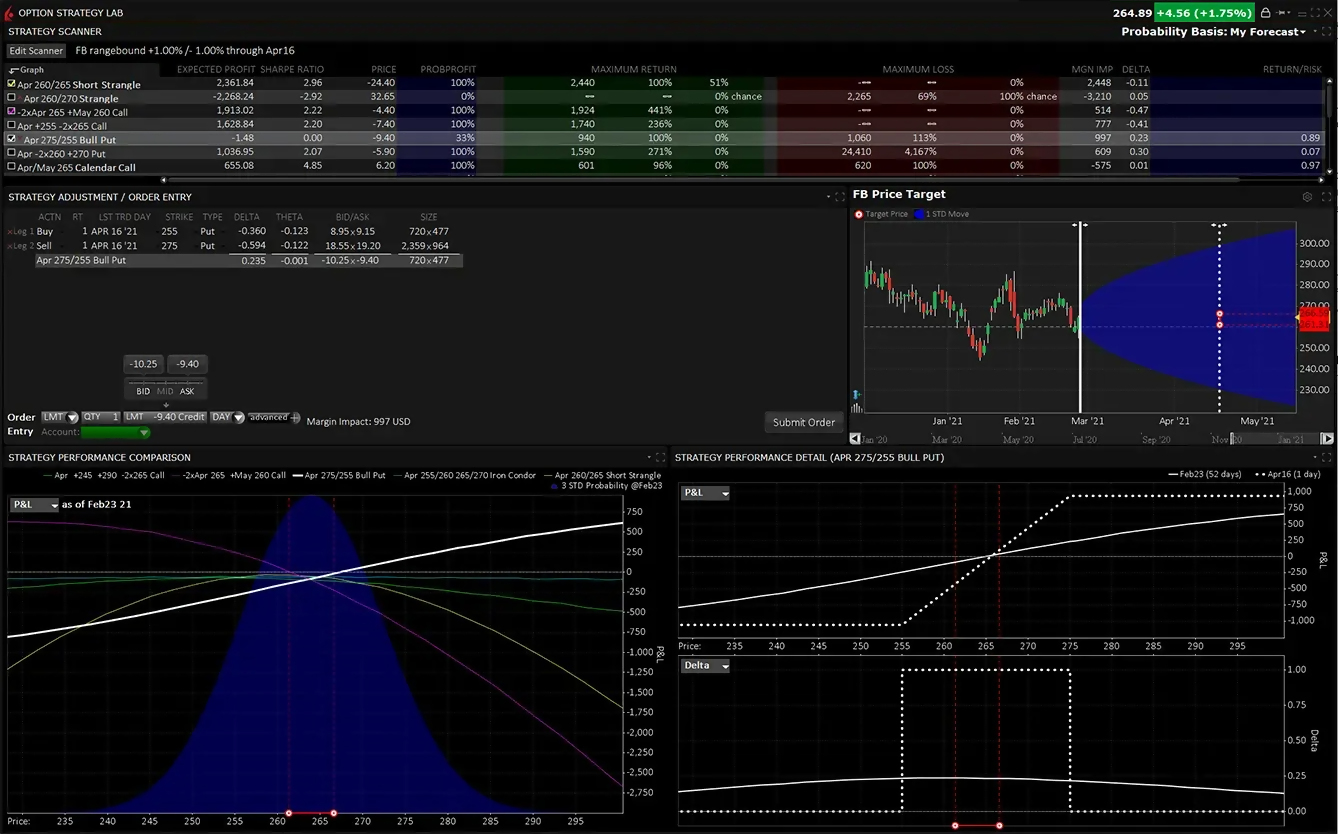 OPTION STRATEGY LAB
264.89 +4.56 (+1.75%)
STRATEGY SCANNER
Probability Basis: My Forecast
Edit Scanner FB rangebound +1.00% /- 1.00% through Apr16
Graph EXPECTED PROFIT SHARPE RATIO PRICE PROBPROFIT MAXIMUM RETURN MAXIMUM LOSS MGN IMP DELTA RETURN/RISK
Apr 260/265 Short Strangle 2,361.84 2.96 -24.40 100% 2,440 100% 51% -∞ -∞ 0% 2,448 -0.11
Apr 260/270 Strangle -2,268.24 -2.92 32.65 0% ∞ ∞ 0% chance 2,265 69% 100% chance -3,210 0.05
-2xApr 265 +May 260 Call 1,913.02 2.22 -4.40 100% 1,924 441% 0% -∞ -∞ 0% 514 -0.47
Apr +255 -2x265 Call 1,628.84 2.20 -7.40 100% 1,740 236% 0% -∞ -∞ 0% 777 -0.41
Apr 275/255 Bull Put -1.48 0.00 -9.40 33% 940 100% 0% 1,060 113% 0% 997 0.23 0.89
Apr -2x260 +270 Put 1,036.95 2.07 -5.90 100% 1,590 271% 0% 24,410 4,167% 0% 609 0.30 0.07
Apr/May 265 Calendar Call 655.08 4.85 6.20 100% 601 96% 0% 620 100% 0% -575 0.01 0.97
STRATEGY ADJUSTMENT / ORDER ENTRY
ACTN RT LST TRD DAY STRIKE TYPE DELTA THETA BID/ASK SIZE
Leg 1 Buy 1 APR 16 '21 255 Put -0.360 -0.123 8.95x9.15 720x477
Leg 2 Sell 1 APR 16 '21 275 Put -0.594 -0.122 18.55x19.20 2,359x964
Apr 275/255 Bull Put 0.235 -0.001 -10.25x-9.40 720x477
-10.25 -9.40
BID MID ASK
Order LMT QTY 1 LMT -9.40 Credit DAY advanced Margin Impact: 997 USD
Submit Order
Entry Account:
FB Price Target
Target Price 1 STD Move
300.00
290.00
280.00
270.00
250.00
240.00
230.00
Jan '21 Feb '21 Mar '21 Apr '21 May '21
Jan '20 Mar '20 May '20 Jul '20 Sep '20 Nov Jan '21
STRATEGY PERFORMANCE COMPARISON
Apr +245 +290 -2x265 Call -2xApr 265 +May 260 Call Apr 275/255 Bull Put Apr 255/260 265/270 Iron Condor Apr 260/265 Short Strangle
3 STD Probability @Feb23
P&L as of Feb23 21
750
500
250
0
-250
-500
-750
-1,000
-1,250
-1,500
-1,750
-2,000
-2,250
-2,500
-2,750
P&L
Price: 235 240 245 250 255 260 265 270 275 280 285 290 295
STRATEGY PERFORMANCE DETAIL (APR 275/255 BULL PUT)
Feb23 (52 days) Apr16 (1 day)
P&L
1,000
750
500
250
0
-250
-500
-750
-1,000
P&L
Price: 235 240 245 250 255 260 265 270 275 280 285 290 295
Delta
1.00
0.75
0.50
0.25
0.00
Delta